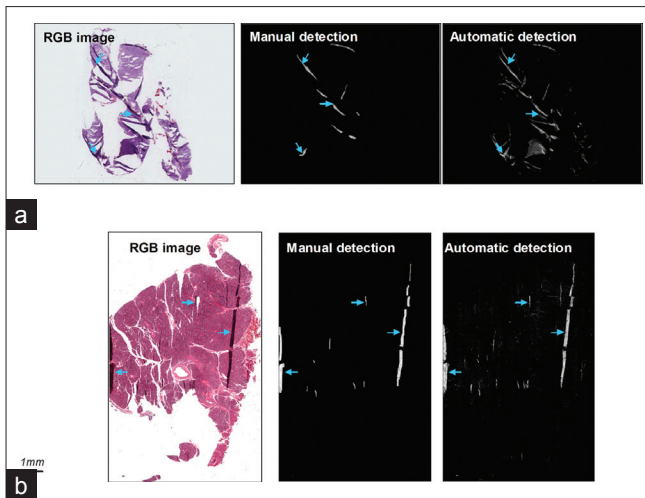 RGB image
Manual detection
Automatic detection
a
RGB image
Manual detection
Automatic detection
1mm
b